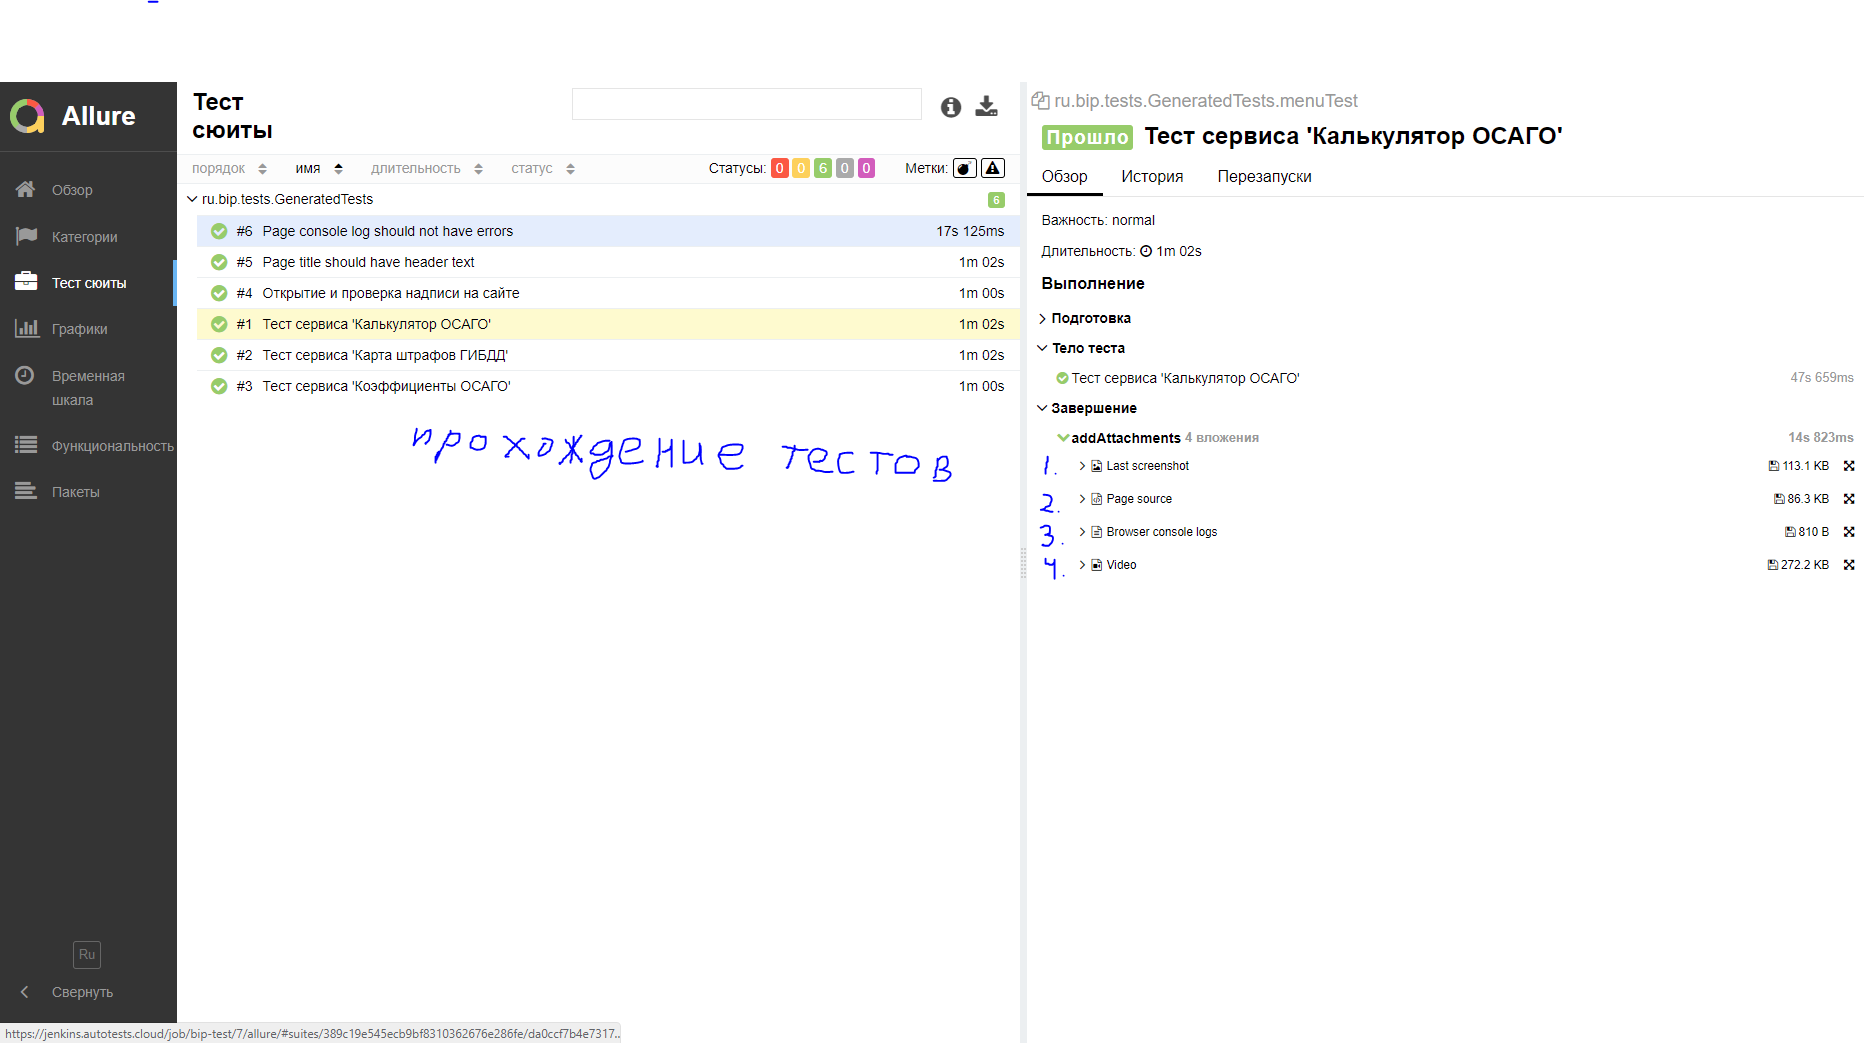 Allure
Обзор
Категории
Тест сюиты
Графики
Временная
шкала
Функциональность
Пакеты
Ru
Свернуть
Тест
сюиты
порядок имя длительность статус Статусы: 0 0 6 0 0 Метки:
ru.bip.tests.GeneratedTests 6
#6 Page console log should not have errors 17s 125ms
#5 Page title should have header text 1m 02s
#4 Открытие и проверка надписи на сайте 1m 00s
#1 Тест сервиса 'Калькулятор ОСАГО' 1m 02s
#2 Тест сервиса 'Карта штрафов ГИБДД' 1m 02s
#3 Тест сервиса 'Коэффициенты ОСАГО' 1m 00s
прохождение тестов
ru.bip.tests.GeneratedTests.menuTest
Прошло Тест сервиса 'Калькулятор ОСАГО'
Обзор История Перезапуски
Важность: normal
Длительность: 1m 02s
Выполнение
Подготовка
Тело теста
Тест сервиса 'Калькулятор ОСАГО' 47s 659ms
Завершение
addAttachments 4 вложения 14s 823ms
1. Last screenshot 113.1 KB
2. Page source 86.3 KB
3. Browser console logs 810 B
4. Video 272.2 KB
https://jenkins.autotests.cloud/job/bip-test/7/allure/#suites/389c19e545ecb9bf8310362676e286fe/da0ccf7b4e7317...